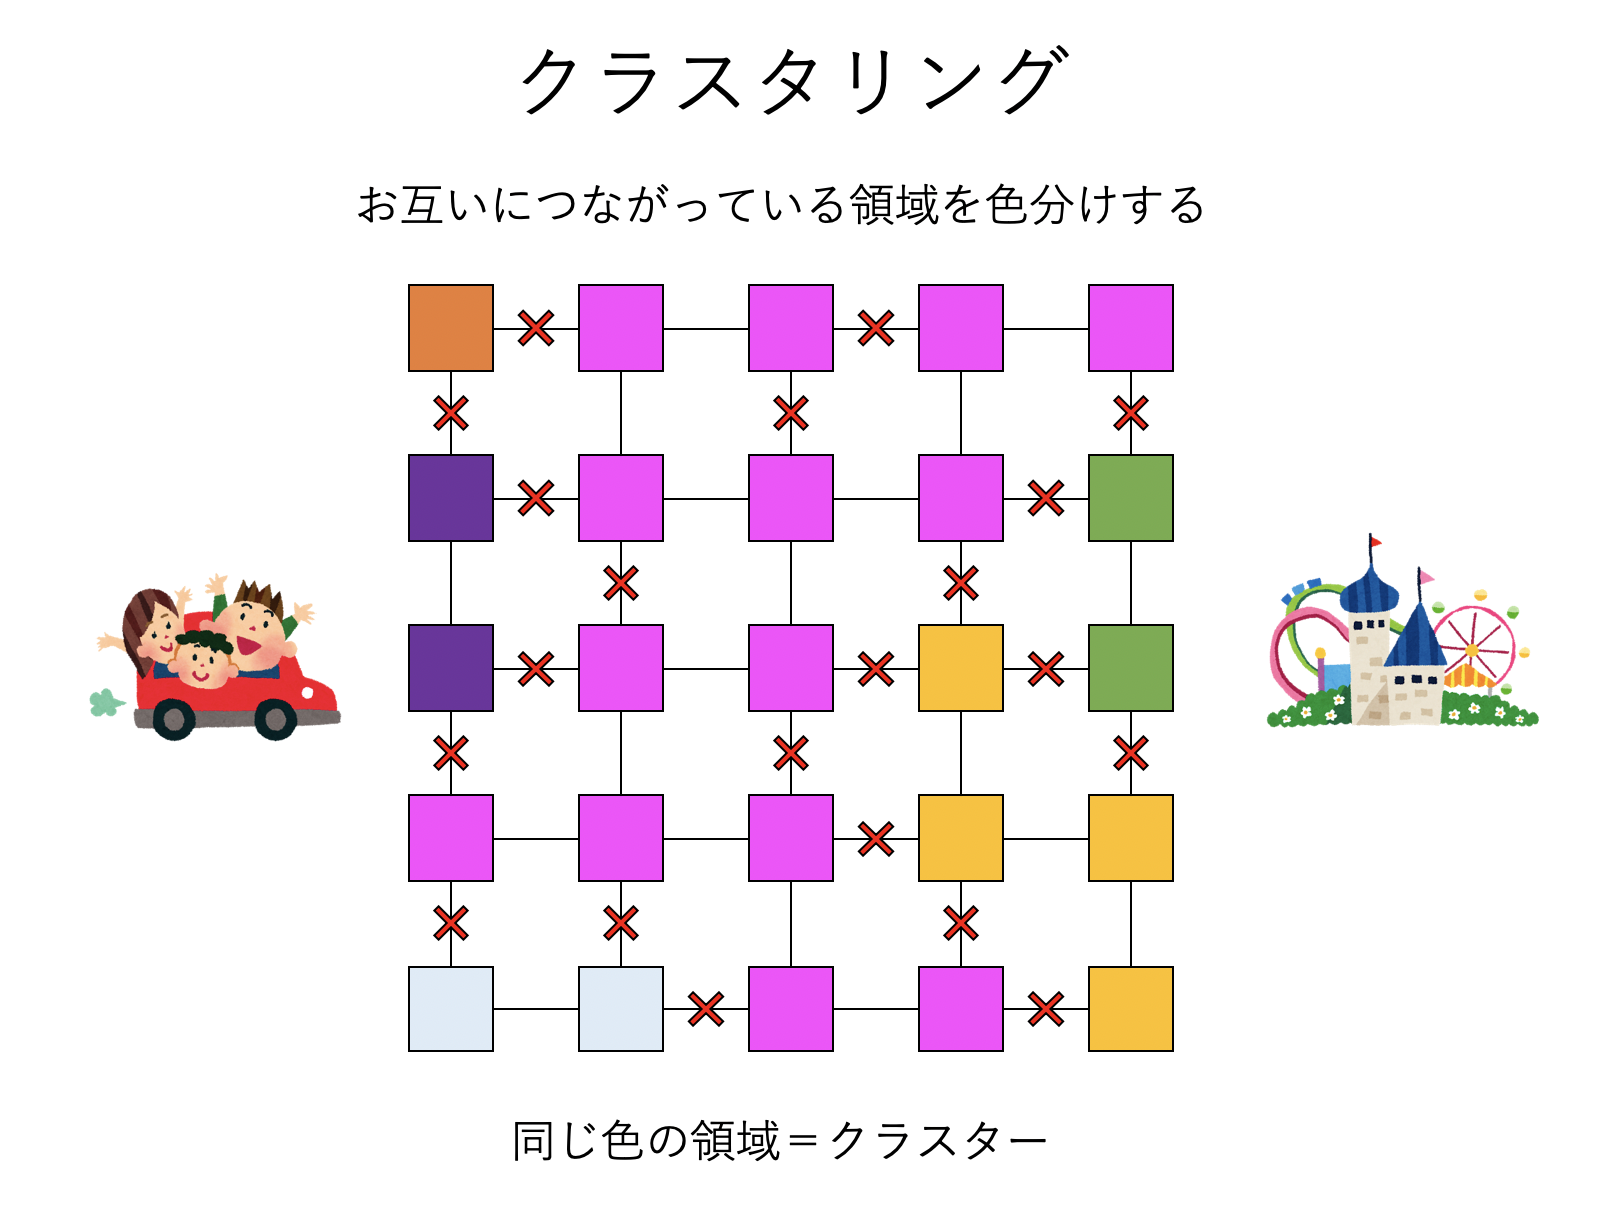 クラスタリング
お互いにつながっている領域を色分けする
同じ色の領域＝クラスター